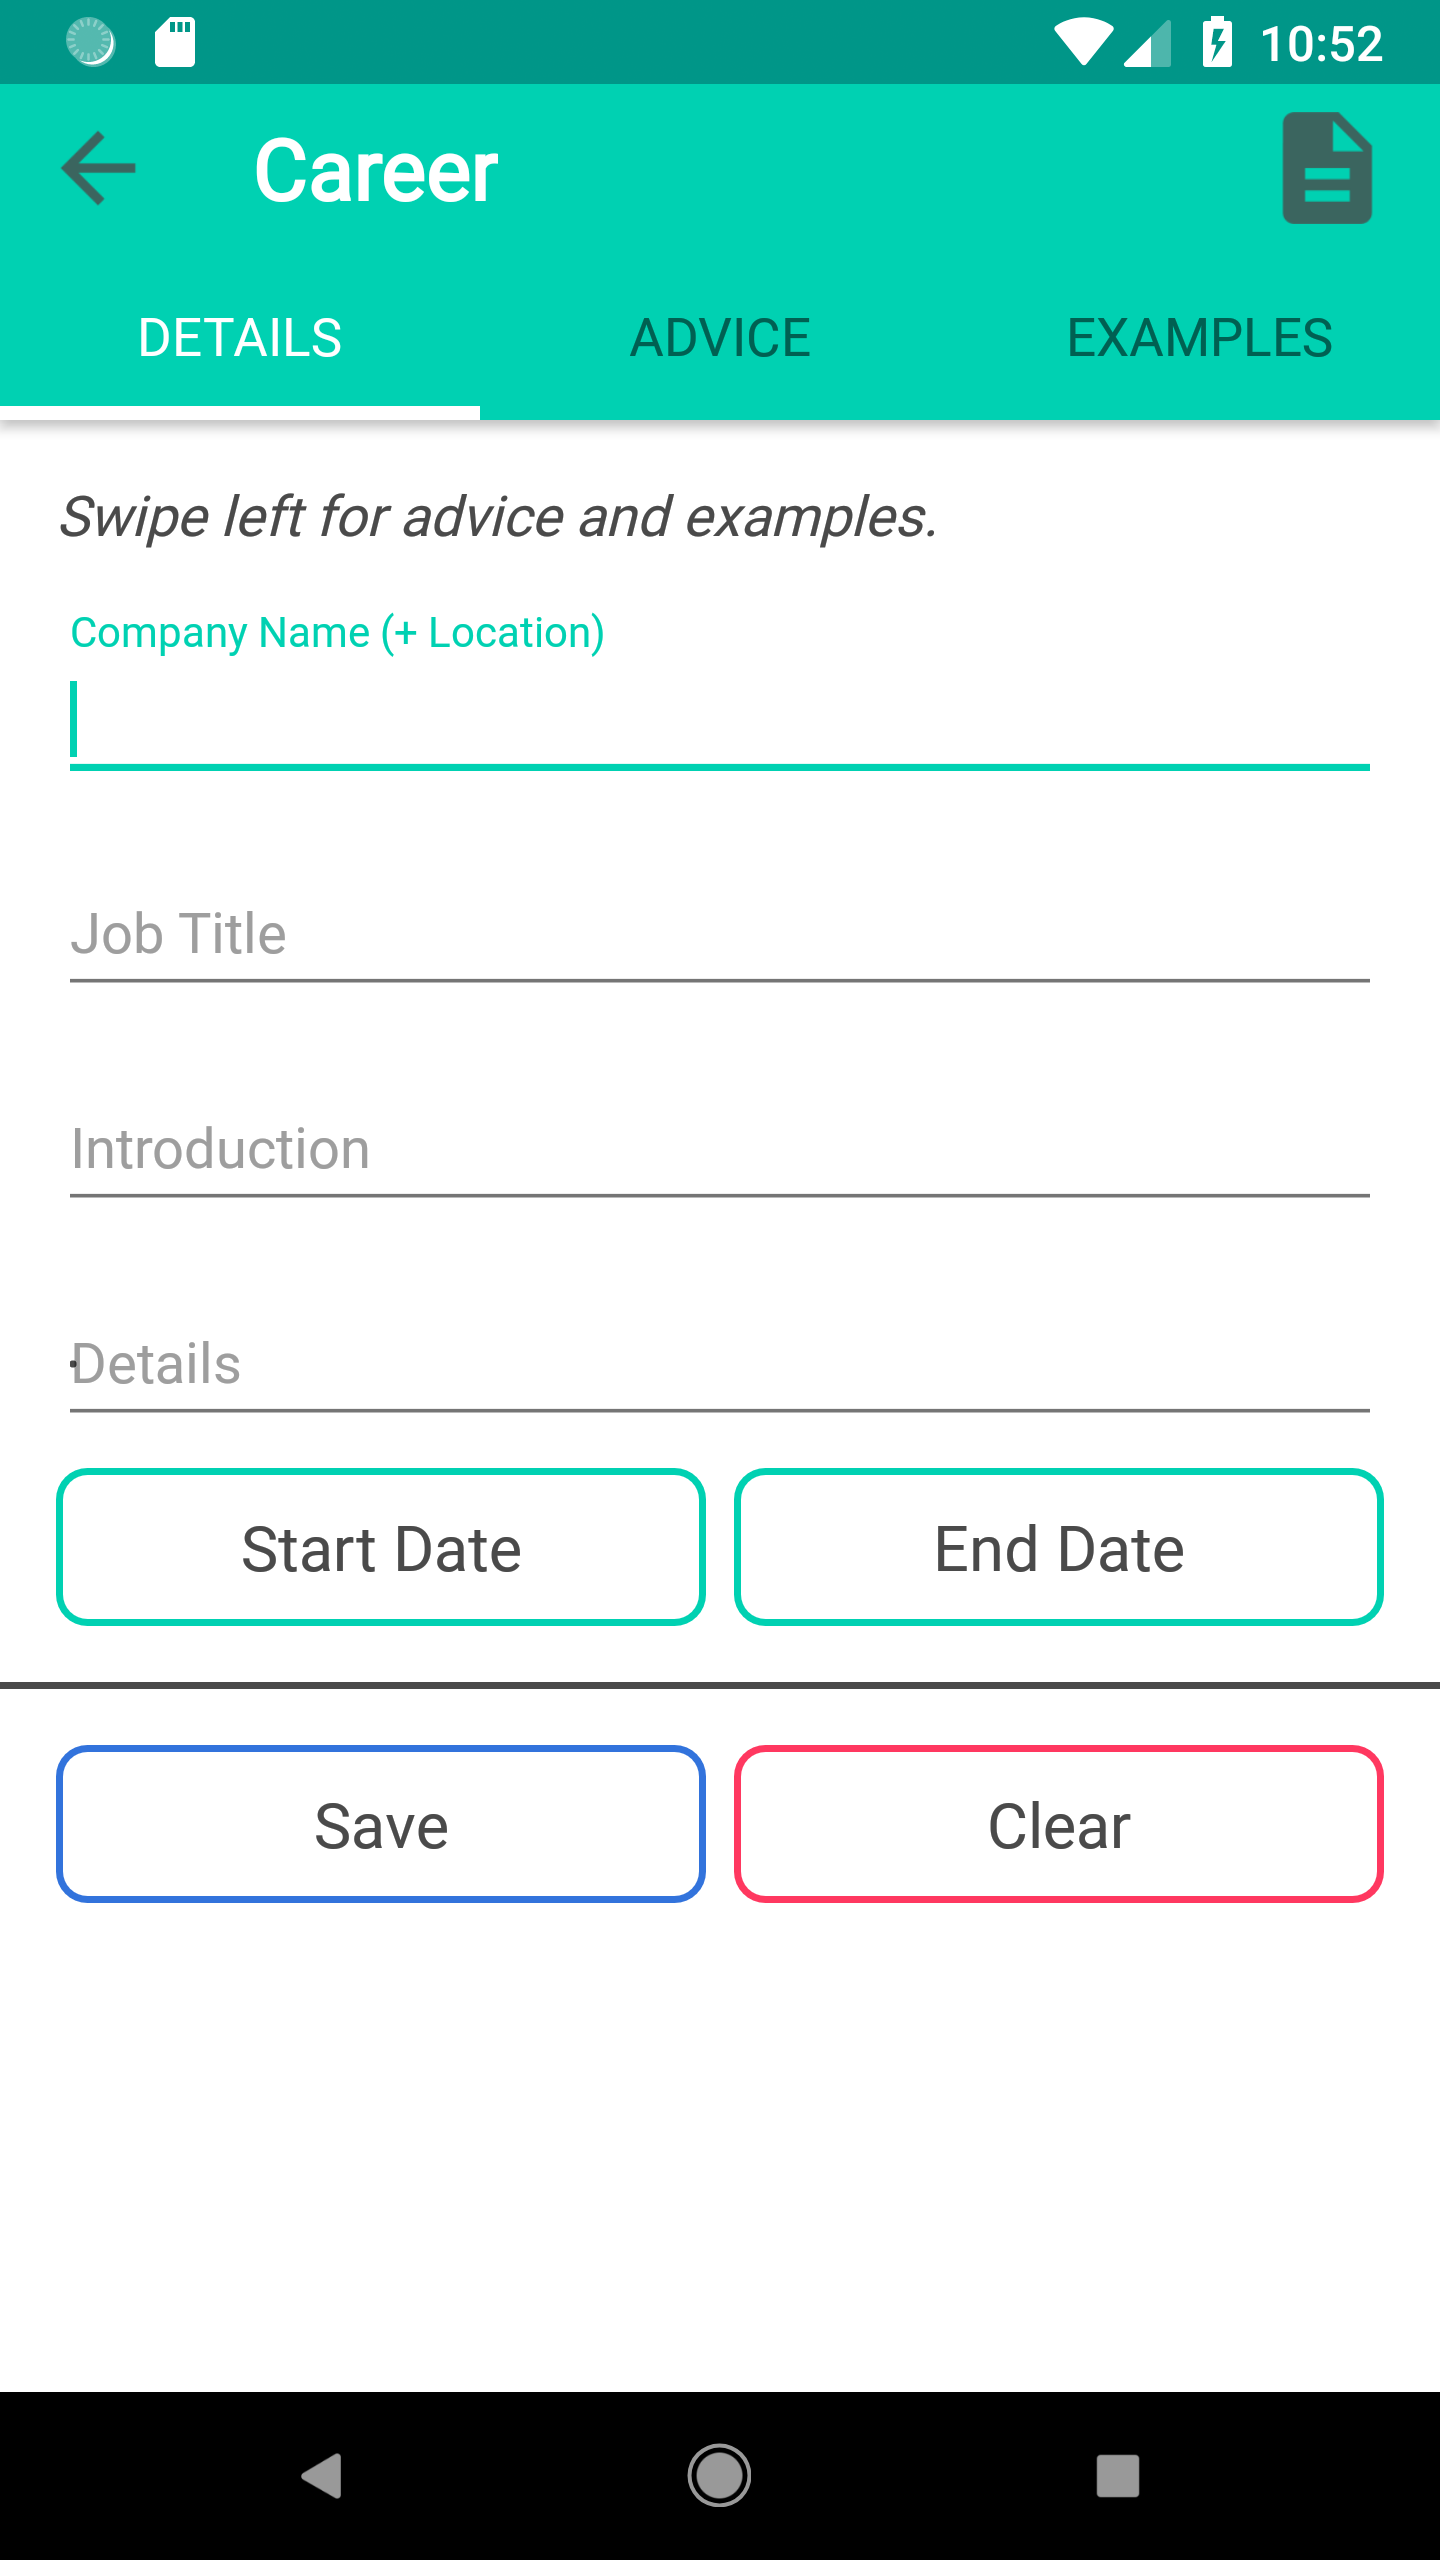 10:52
Career
DETAILS ADVICE EXAMPLES
Swipe left for advice and examples.
Company Name (+ Location)
Job Title
Introduction
Details
Start Date End Date
Save Clear